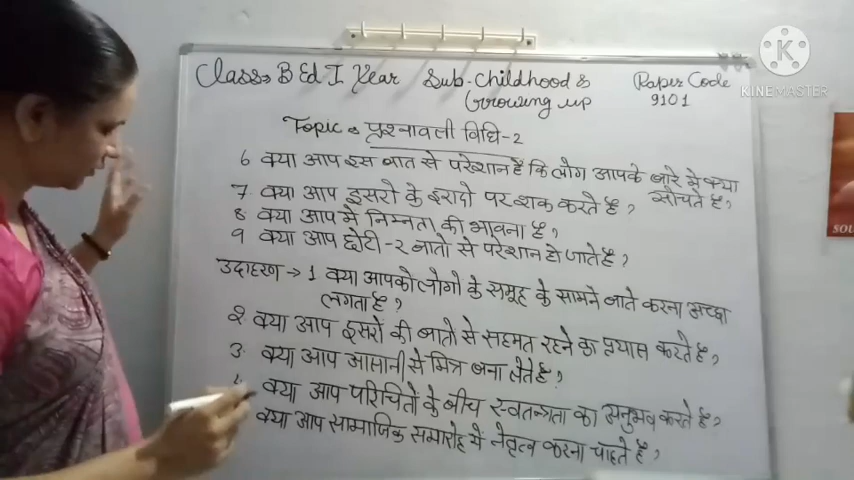 Class:- B Ed I Year Sub-Childhood & Growing up Paper Code 9101
Topic :- प्रश्नावली विधि-2
6 क्या आप इस बात से परेशान है कि लोग आपके बारे मे क्या सोचते है?
7 क्या आप दूसरो के इरादो पर शक करते है?
8 क्या आप मे निम्नता की भावना है?
9 क्या आप छोटी-२ बातो से परेशान हो जाते है?
उदाहरण → 1 क्या आपको लोगो के समूह के सामने बाते करना अच्छा
लगता है?
2. क्या आप दूसरो की बातो से सहमत रहने का प्रयास करते है?
3. क्या आप आसानी से मित्र बना लेते है?
क्या आप परिचितो के बीच स्वतन्त्रता का अनुभव करते है?
क्या आप सामाजिक समारोह में नेतृत्व करना चाहते है?
KINEMASTER
SOU